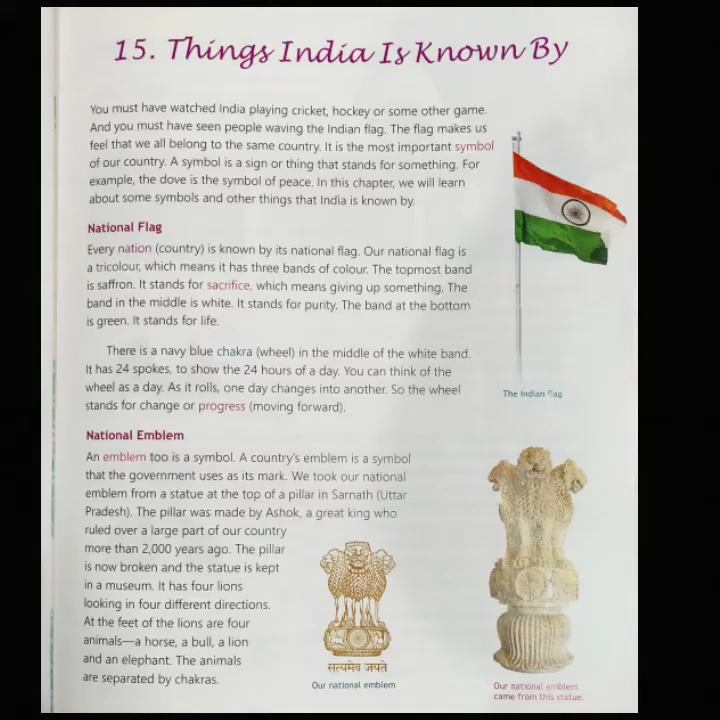 15. Things India Is Known By
You must have watched India playing cricket, hockey or some other game.
And you must have seen people waving the Indian flag. The flag makes us
feel that we all belong to the same country. It is the most important symbol
of our country. A symbol is a sign or thing that stands for something. For
example, the dove is the symbol of peace. In this chapter, we will learn
about some symbols and other things that India is known by.
National Flag
Every nation (country) is known by its national flag. Our national flag is
a tricolour, which means it has three bands of colour. The topmost band
is saffron. It stands for sacrifice, which means giving up something. The
band in the middle is white. It stands for purity. The band at the bottom
is green. It stands for life.
There is a navy blue chakra (wheel) in the middle of the white band.
It has 24 spokes, to show the 24 hours of a day. You can think of the
wheel as a day. As it rolls, one day changes into another. So the wheel
stands for change or progress (moving forward).
The Indian flag
National Emblem
An emblem too is a symbol. A country's emblem is a symbol
that the government uses as its mark. We took our national
emblem from a statue at the top of a pillar in Sarnath (Uttar
Pradesh). The pillar was made by Ashok, a great king who
ruled over a large part of our country
more than 2,000 years ago. The pillar
is now broken and the statue is kept
in a museum. It has four lions
looking in four different directions.
At the feet of the lions are four
animals—a horse, a bull, a lion
and an elephant. The animals
are separated by chakras.
सत्यमेव जयते
Our national emblem
Our national emblem
came from this statue.